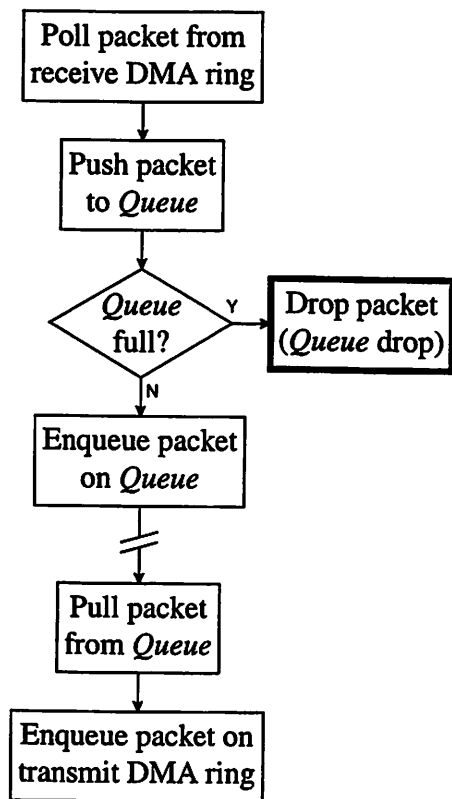 Poll packet from
receive DMA ring
Push packet
to Queue
Queue
full?
Y
Drop packet
(Queue drop)
N
Enqueue packet
on Queue
Pull packet
from Queue
Enqueue packet on
transmit DMA ring